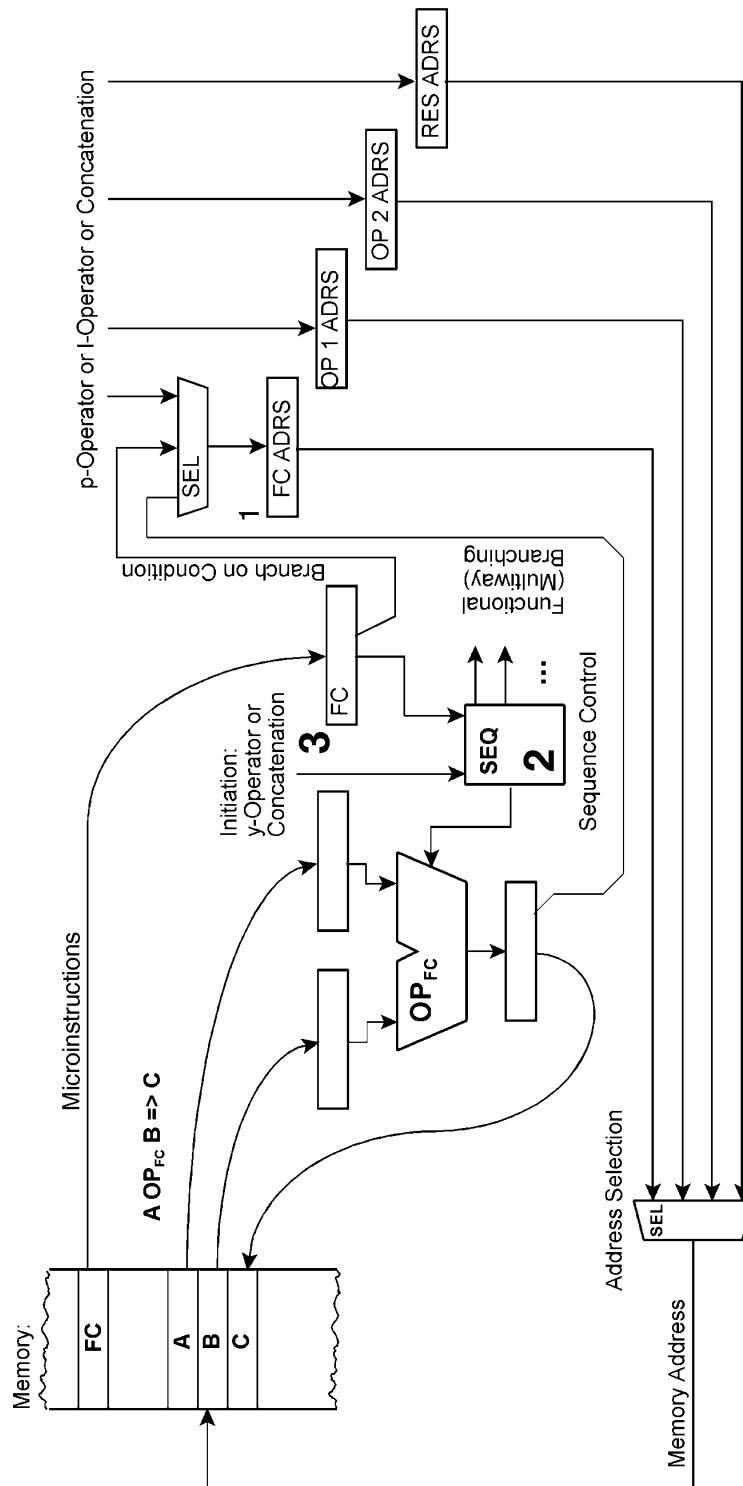 Memory:
FC
A
B
C
Microinstructions
A OPFC B => C
Initiation:
y-Operator or
Concatenation
3
FC
Branch on Condition
p-Operator or l-Operator or Concatenation
SEL
1
FC ADRS
OP 1 ADRS
OP 2 ADRS
RES ADRS
OPFC
SEQ
2
...
Functional
(Multiway)
Branching
Sequence Control
Address Selection
SEL
Memory Address